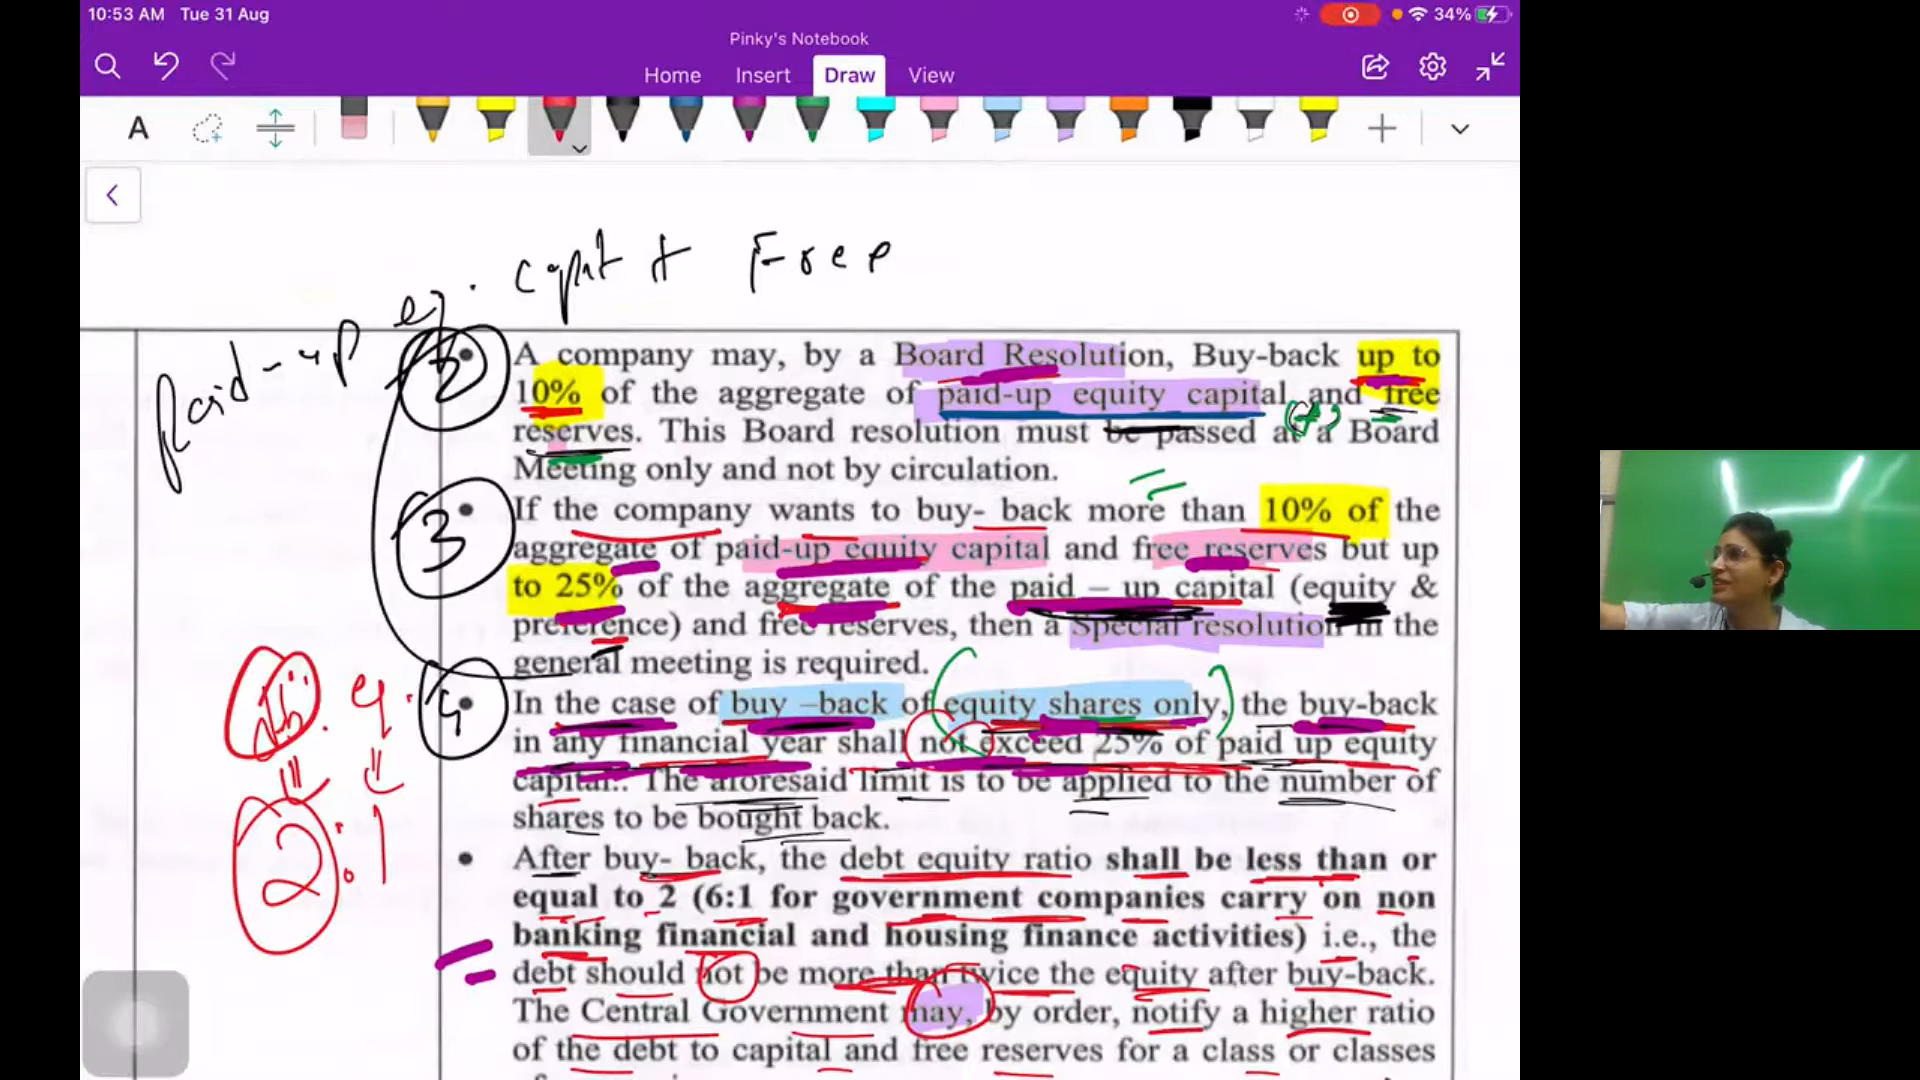 10:53 AM Tue 31 Aug
34%
Pinky's Notebook
Home Insert Draw View
A
Free
eq.
Paid-up
2
A company may, by a Board Resolution, Buy-back up to
10% of the aggregate of paid-up equity capital and free
(+)
reserves. This Board resolution must be passed at a Board
Meeting only and not by circulation.
3
If the company wants to buy- back more than 10% of the
aggregate of paid-up equity capital and free reserves but up
to 25% of the aggregate of the paid – up capital (equity &
preference) and free reserves, then a Special resolution in the
general meeting is required.
4
In the case of buy –back of equity shares only, the buy-back
in any financial year shall not exceed 25% of paid up equity
capital.. The aforesaid limit is to be applied to the number of
shares to be bought back.
eq.
2:1
After buy- back, the debt equity ratio shall be less than or
equal to 2 (6:1 for government companies carry on non
banking financial and housing finance activities) i.e., the
debt should not be more than twice the equity after buy-back.
The Central Government may, by order, notify a higher ratio
of the debt to capital and free reserves for a class or classes